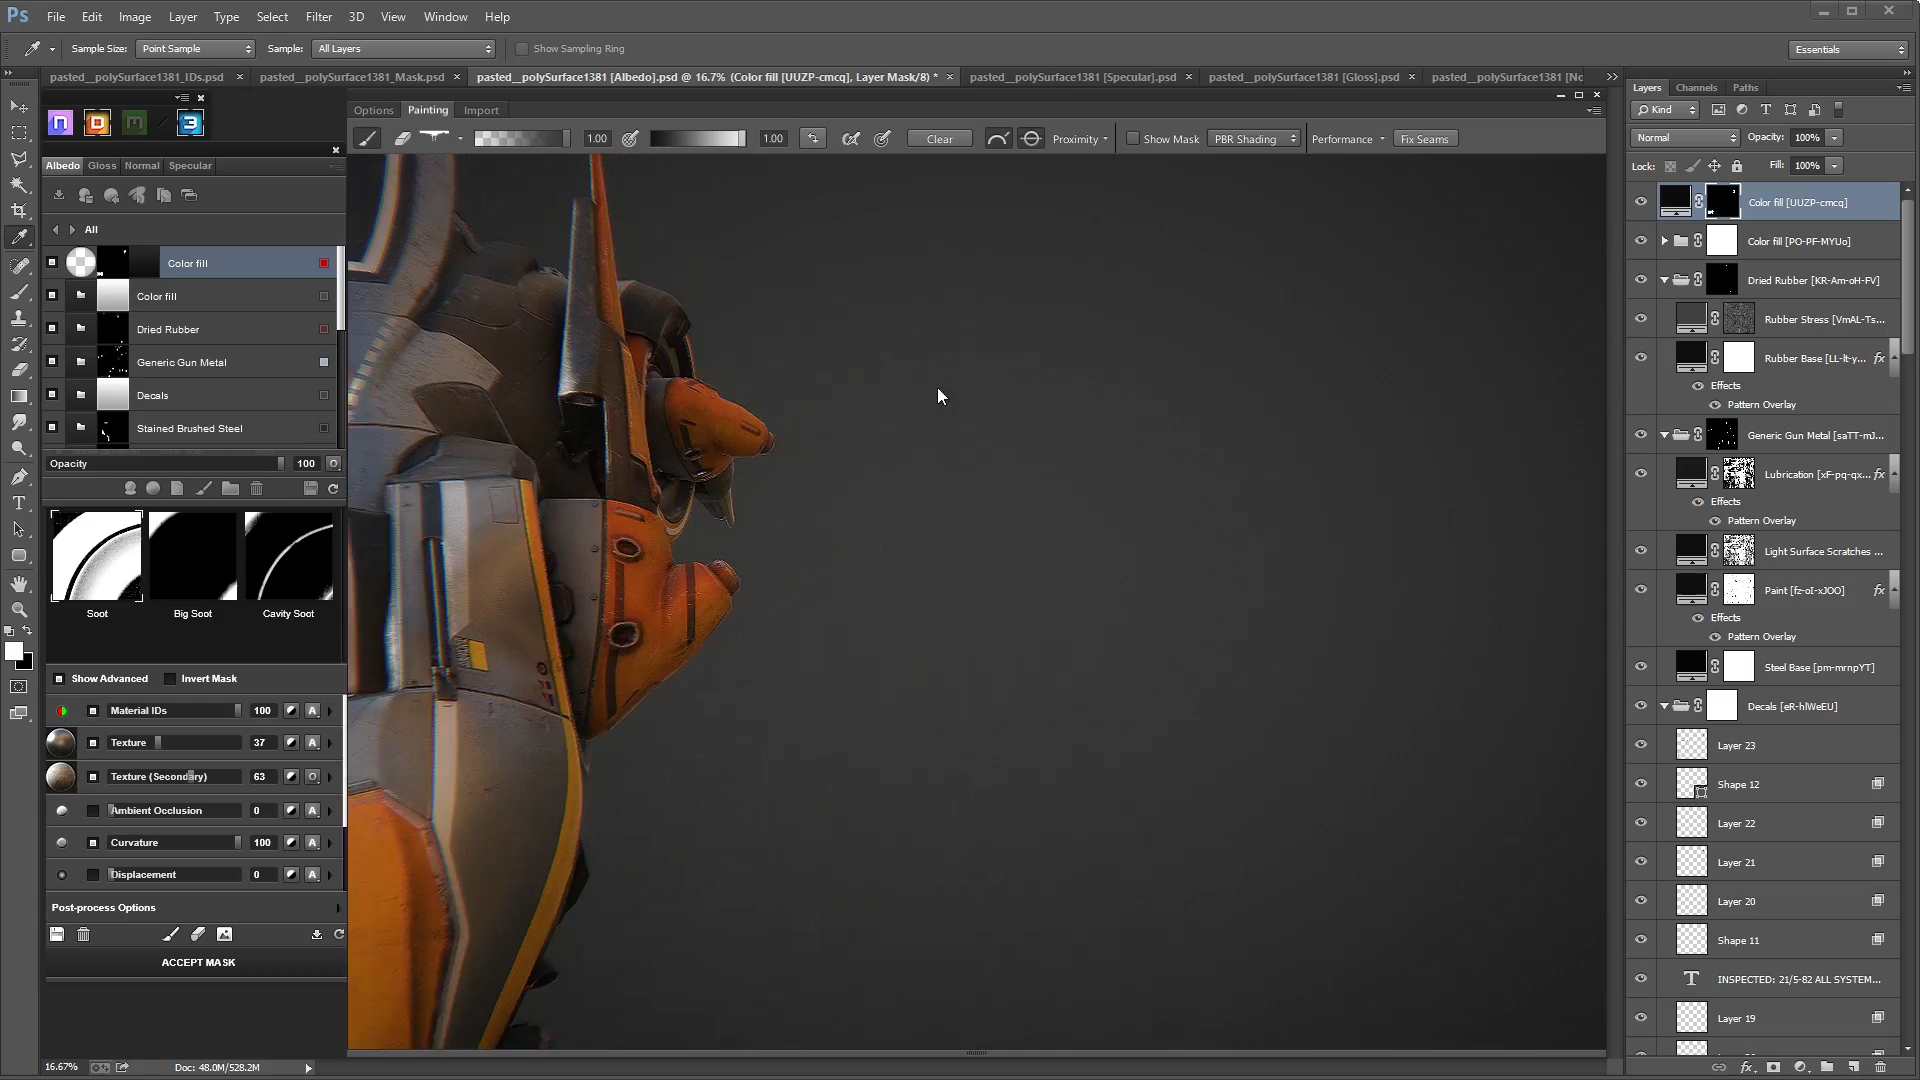 Ps File Edit Image Layer Type Select Filter 3D View Window Help
Sample Size: Point Sample Sample: All Layers Show Sampling Ring Essentials
pasted__polySurface1381_IDs.psd × pasted__polySurface1381_Mask.psd × pasted__polySurface1381 [Albedo].psd @ 16.7% (Color fill [UUZP-cmcq], Layer Mask/8) * × pasted__polySurface1381 [Specular].psd × pasted__polySurface1381 [Gloss].psd × pasted__polySurface1381 [No
Layers Channels Paths
Options Painting Import
Kind
1.00 1.00 Clear Proximity Show Mask PBR Shading Performance Fix Seams
Normal Opacity: 100%
Albedo Gloss Normal Specular
Lock: Fill: 100%
All
Color fill
Color fill
Dried Rubber
Generic Gun Metal
Decals
Stained Brushed Steel
Opacity 100
Soot Big Soot Cavity Soot
Show Advanced Invert Mask
Material IDs 100 A
Texture 37 A
Texture (Secondary) 63 O
Ambient Occlusion 0 A
Curvature 100 A
Displacement 0 A
Post-process Options
ACCEPT MASK
16.67% Doc: 48.0M/528.2M
Color fill [UUZP-cmcq]
Color fill [PO-PF-MYUo]
Dried Rubber [KR-Am-oH-FV]
Rubber Stress [VmAL-Ts...
Rubber Base [LL-lt-y... fx
Effects
Pattern Overlay
Generic Gun Metal [saTT-mJ...
Lubrication [xF-pq-qx... fx
Effects
Pattern Overlay
Light Surface Scratches ...
Paint [fz-oI-xJOO] fx
Effects
Pattern Overlay
Steel Base [pm-mrnpYT]
Decals [eR-hlWeEU]
Layer 23
Shape 12
Layer 22
Layer 21
Layer 20
Shape 11
T INSPECTED: 21/5-82 ALL SYSTEM...
Layer 19